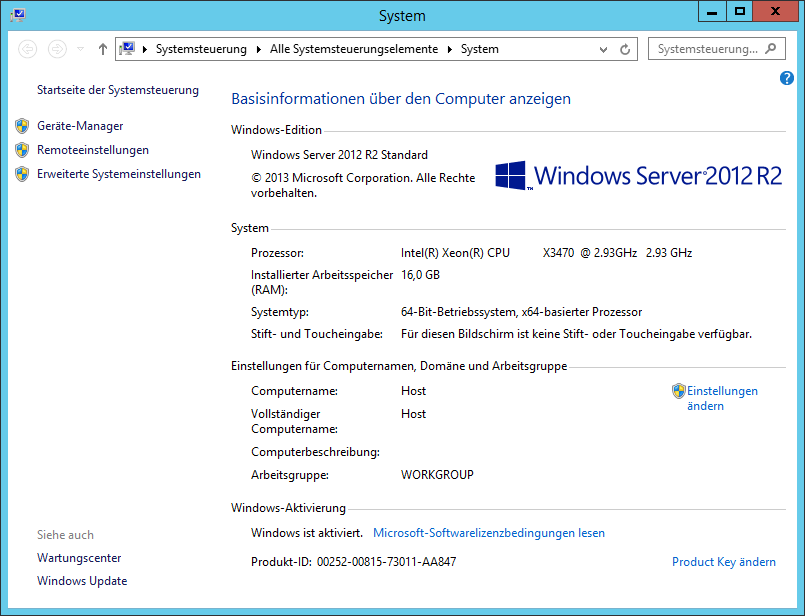 System
Systemsteuerung
Alle Systemsteuerungselemente
System
Systemsteuerung...
?
Startseite der Systemsteuerung
Geräte-Manager
Remoteeinstellungen
Erweiterte Systemeinstellungen
Siehe auch
Wartungscenter
Windows Update
Basisinformationen über den Computer anzeigen
Windows-Edition
Windows Server 2012 R2 Standard
© 2013 Microsoft Corporation. Alle Rechte
vorbehalten.
Windows Server 2012 R2
System
Prozessor: Intel(R) Xeon(R) CPU X3470 @ 2.93GHz 2.93 GHz
Installierter Arbeitsspeicher 16,0 GB
(RAM):
Systemtyp: 64-Bit-Betriebssystem, x64-basierter Prozessor
Stift- und Toucheingabe: Für diesen Bildschirm ist keine Stift- oder Toucheingabe verfügbar.
Einstellungen für Computernamen, Domäne und Arbeitsgruppe
Computername: Host
Einstellungen
ändern
Vollständiger Host
Computername:
Computerbeschreibung:
Arbeitsgruppe: WORKGROUP
Windows-Aktivierung
Windows ist aktiviert. Microsoft-Softwarelizenzbedingungen lesen
Produkt-ID: 00252-00815-73011-AA847 Product Key ändern